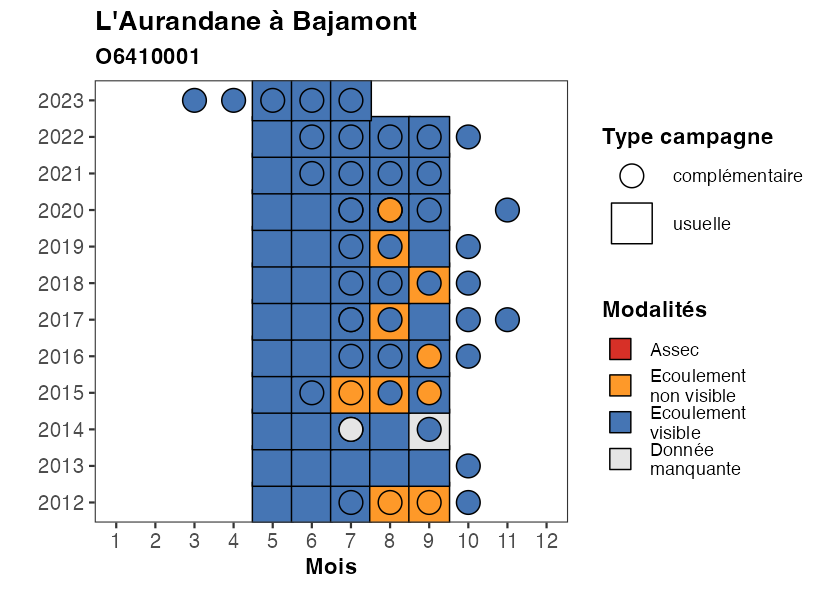 L'Aurandane à Bajamont
O6410001
2023
2022
2021
2020
2019
2018
2017
2016
2015
2014
2013
2012
1 2 3 4 5 6 7 8 9 10 11 12
Mois
Type campagne
complémentaire
usuelle
Modalités
Assec
Ecoulement
non visible
Ecoulement
visible
Donnée
manquante